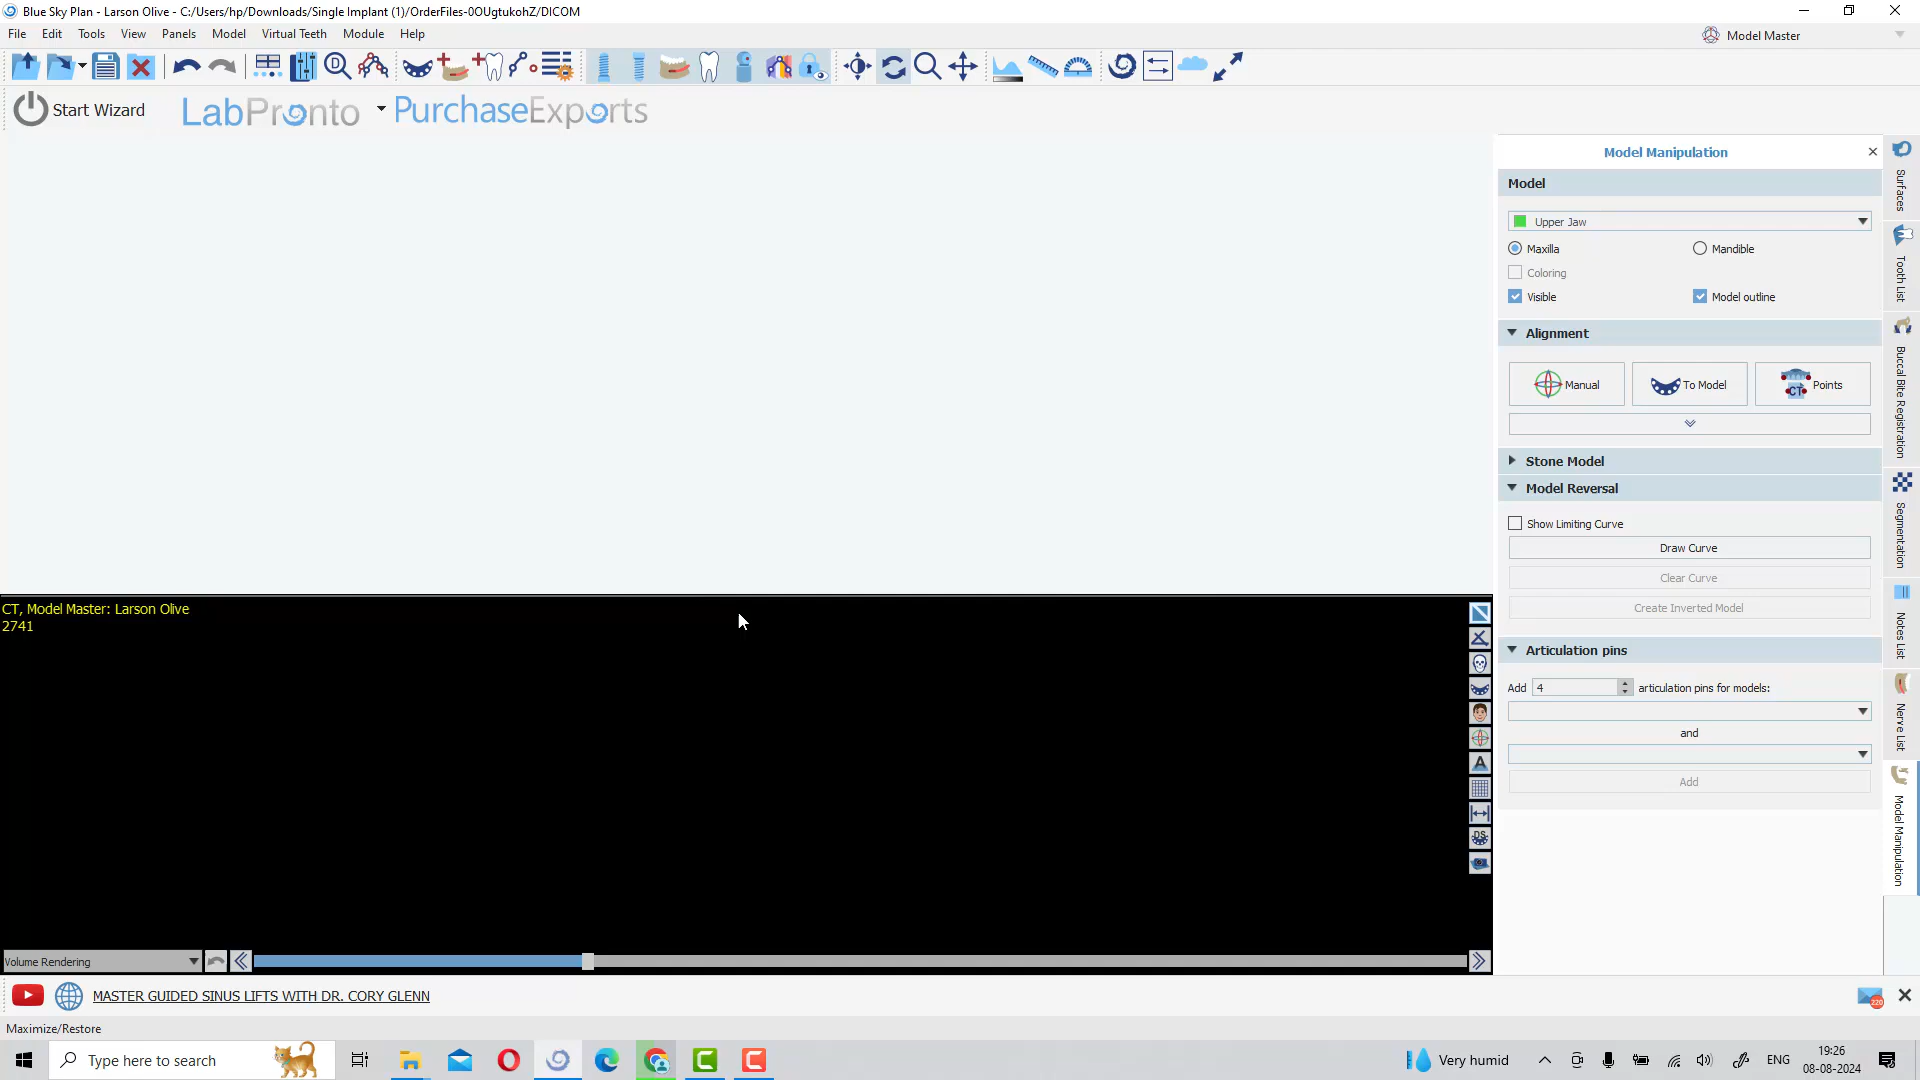 Blue Sky Plan - Larson Olive - C:/Users/hp/Downloads/Single Implant (1)/OrderFiles-0OUgtukohZ/DICOM
File Edit Tools View Panels Model Virtual Teeth Module Help
Model Master
Start Wizard
LabPronto
PurchaseExports
Model Manipulation
Model
Upper Jaw
Maxilla
Mandible
Coloring
Visible
Model outline
Alignment
Manual
To Model
CT
Points
Stone Model
Model Reversal
Show Limiting Curve
Draw Curve
Clear Curve
Create Inverted Model
Articulation pins
Add 4 articulation pins for models:
and
Add
Surfaces
Tooth List
Buccal Bite Registration
Segmentation
Notes List
Nerve List
Model Manipulation
CT, Model Master: Larson Olive
2741
DS
Volume Rendering
MASTER GUIDED SINUS LIFTS WITH DR. CORY GLENN
220
Maximize/Restore
Type here to search
Very humid
ENG
19:26
08-08-2024